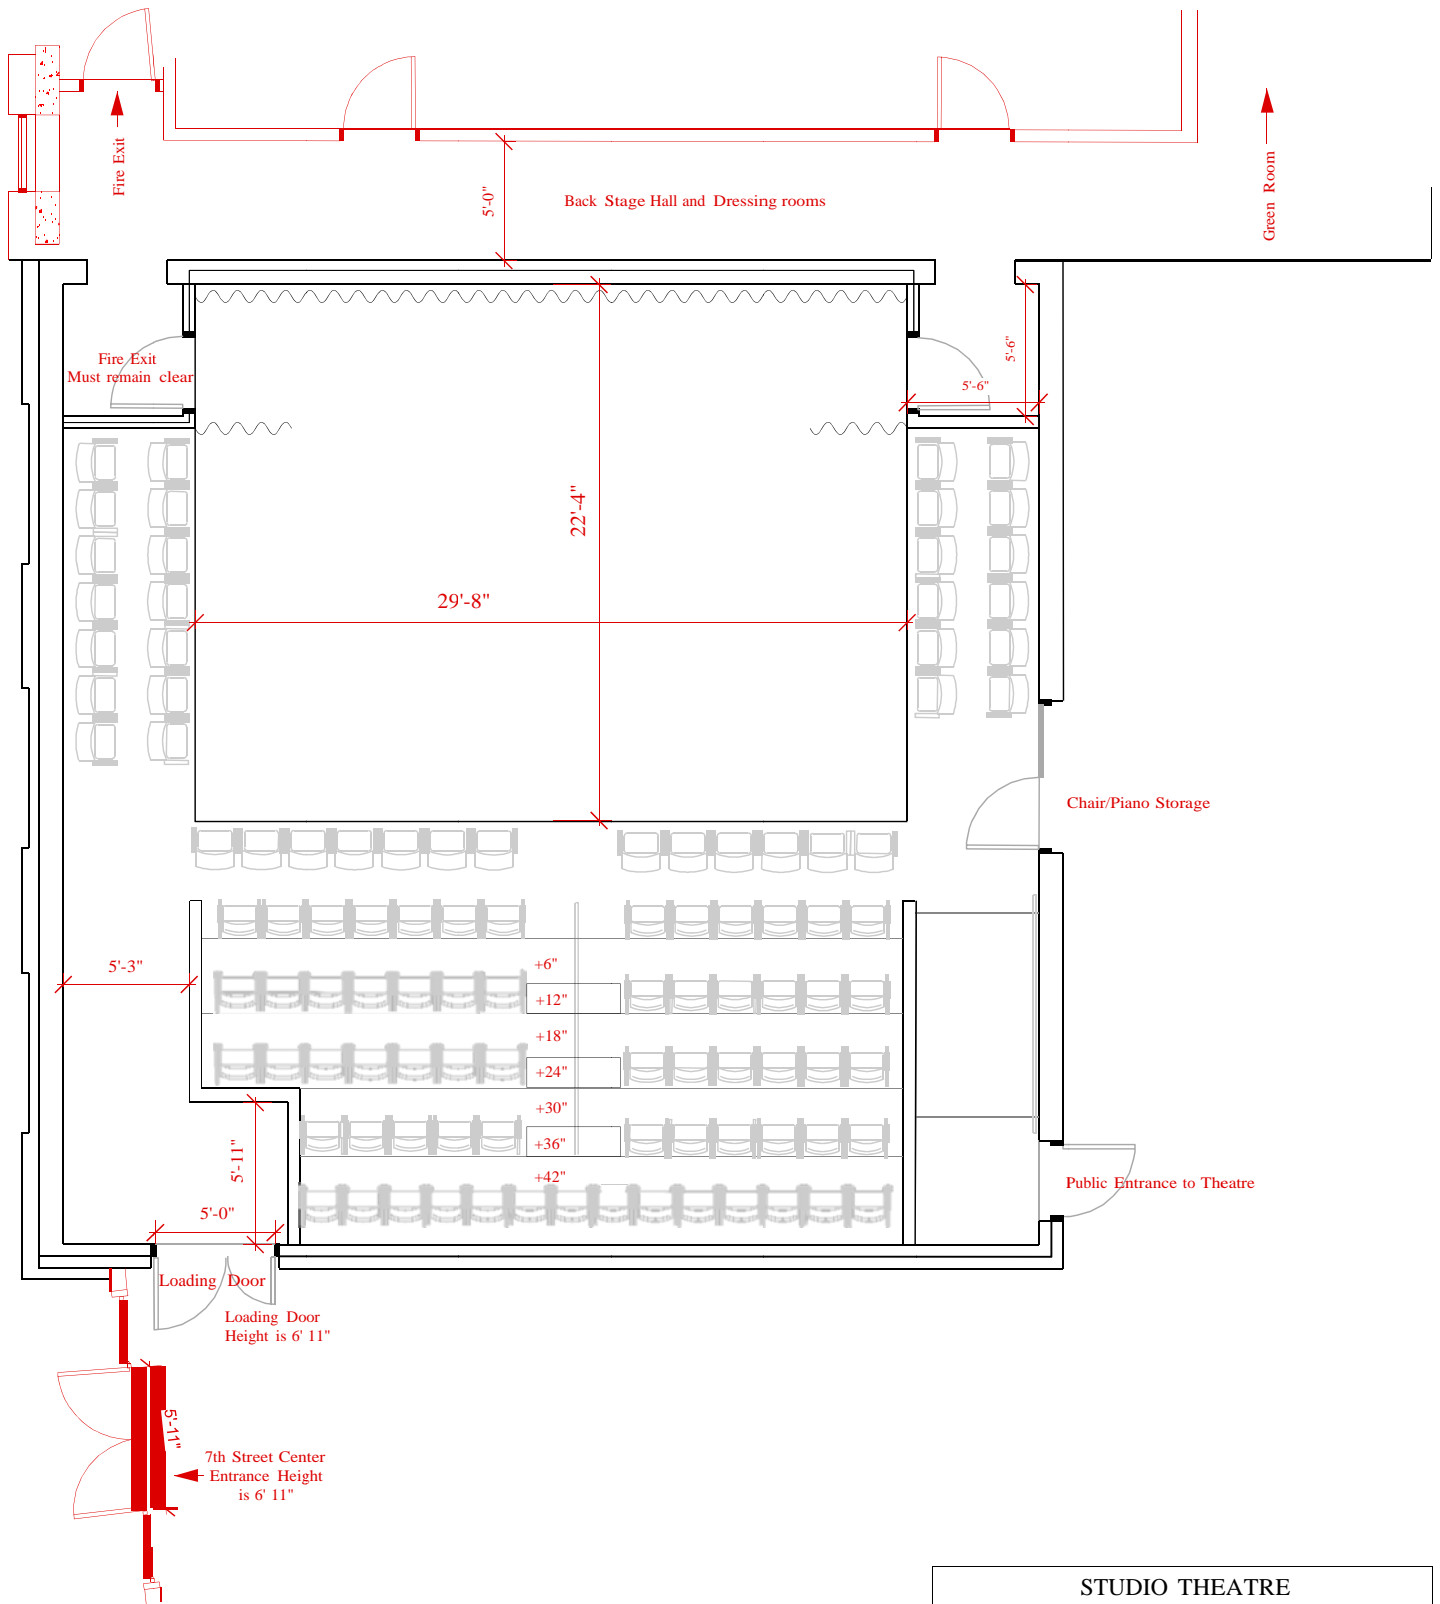 Fire Exit
5'-0"
Back Stage Hall and Dressing rooms
Green Room
Fire Exit
Must remain clear
5'-6"
5'-6"
22'-4"
29'-8"
Chair/Piano Storage
5'-3"
+6"
+12"
+18"
+24"
+30"
+36"
+42"
5'-11"
5'-0"
Public Entrance to Theatre
Loading Door
Loading Door
Height is 6' 11"
5'-11"
7th Street Center
Entrance Height
is 6' 11"
STUDIO THEATRE